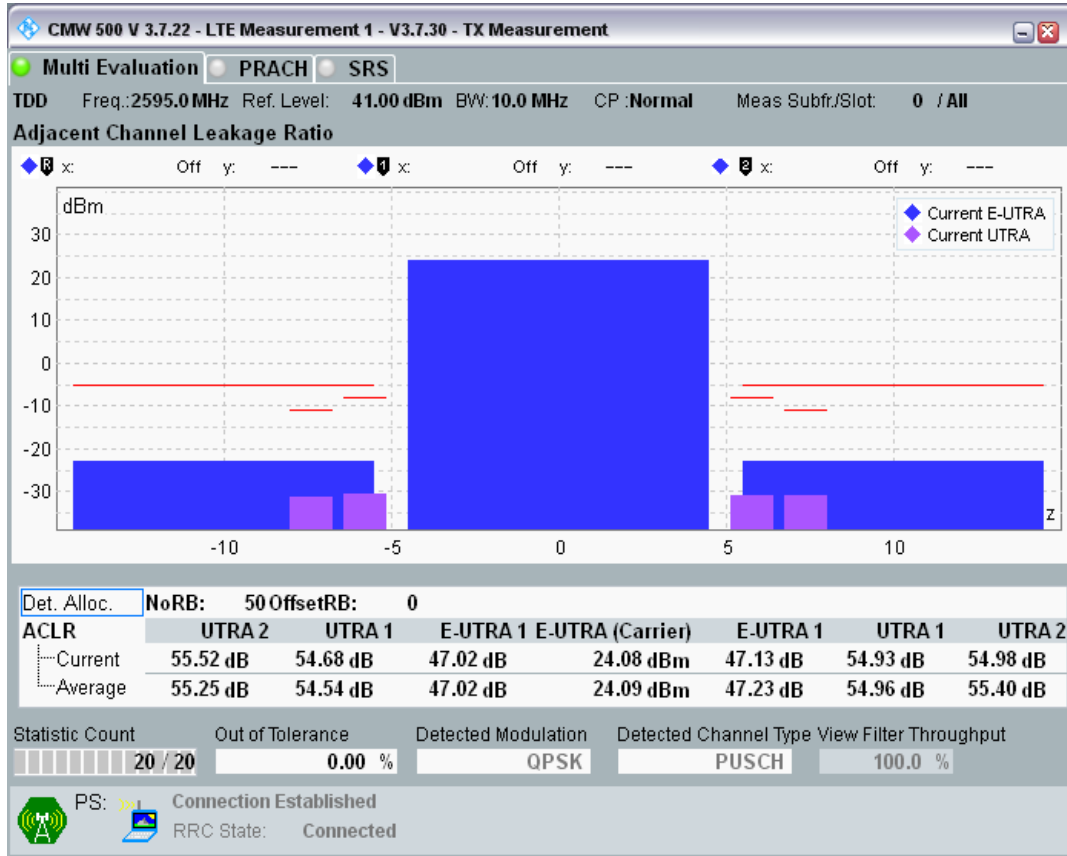 CMW 500 V 3.7.22 - LTE Measurement 1 - V3.7.30 - TX Measurement
Multi Evaluation PRACH SRS
TDD Freq.:2595.0 MHz Ref. Level: 41.00 dBm BW: 10.0 MHz CP :Normal Meas Subfr./Slot: 0 / All
Adjacent Channel Leakage Ratio
R x: Off y: --- 1 x: Off y: --- 2 x: Off y: ---
dBm
Current E-UTRA
Current UTRA
30
20
10
0
-10
-20
-30
z
-10 -5 0 5 10
Det. Alloc. NoRB: 50 OffsetRB: 0
ACLR UTRA 2 UTRA 1 E-UTRA 1 E-UTRA (Carrier) E-UTRA 1 UTRA 1 UTRA 2
Current 55.52 dB 54.68 dB 47.02 dB 24.08 dBm 47.13 dB 54.93 dB 54.98 dB
Average 55.25 dB 54.54 dB 47.02 dB 24.09 dBm 47.23 dB 54.96 dB 55.40 dB
Statistic Count Out of Tolerance Detected Modulation Detected Channel Type View Filter Throughput
20 / 20 0.00 % QPSK PUSCH 100.0 %
PS: Connection Established
RRC State: Connected